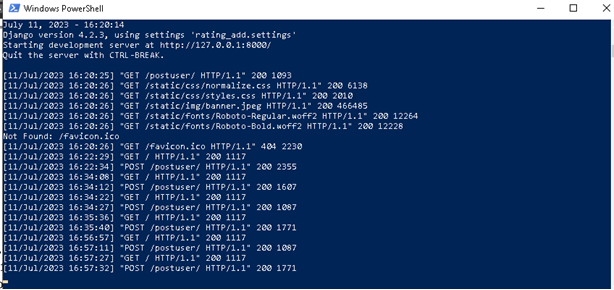 Windows PowerShell
July 11, 2023 - 16:20:14
Django version 4.2.3, using settings 'rating_add.settings'
Starting development server at http://127.0.0.1:8000/
Quit the server with CTRL-BREAK.
[11/Jul/2023 16:20:25] "GET /postuser/ HTTP/1.1" 200 1093
[11/Jul/2023 16:20:26] "GET /static/css/normalize.css HTTP/1.1" 200 6138
[11/Jul/2023 16:20:26] "GET /static/css/styles.css HTTP/1.1" 200 2010
[11/Jul/2023 16:20:26] "GET /static/img/banner.jpeg HTTP/1.1" 200 466485
[11/Jul/2023 16:20:26] "GET /static/fonts/Roboto-Regular.woff2 HTTP/1.1" 200 12264
[11/Jul/2023 16:20:26] "GET /static/fonts/Roboto-Bold.woff2 HTTP/1.1" 200 12228
Not Found: /favicon.ico
[11/Jul/2023 16:20:26] "GET /favicon.ico HTTP/1.1" 404 2230
[11/Jul/2023 16:22:29] "GET / HTTP/1.1" 200 1117
[11/Jul/2023 16:22:34] "POST /postuser/ HTTP/1.1" 200 2355
[11/Jul/2023 16:34:08] "GET / HTTP/1.1" 200 1117
[11/Jul/2023 16:34:12] "POST /postuser/ HTTP/1.1" 200 1607
[11/Jul/2023 16:34:22] "GET / HTTP/1.1" 200 1117
[11/Jul/2023 16:34:27] "POST /postuser/ HTTP/1.1" 200 1087
[11/Jul/2023 16:35:36] "GET / HTTP/1.1" 200 1117
[11/Jul/2023 16:35:40] "POST /postuser/ HTTP/1.1" 200 1771
[11/Jul/2023 16:56:57] "GET / HTTP/1.1" 200 1117
[11/Jul/2023 16:57:11] "POST /postuser/ HTTP/1.1" 200 1087
[11/Jul/2023 16:57:27] "GET / HTTP/1.1" 200 1117
[11/Jul/2023 16:57:32] "POST /postuser/ HTTP/1.1" 200 1771